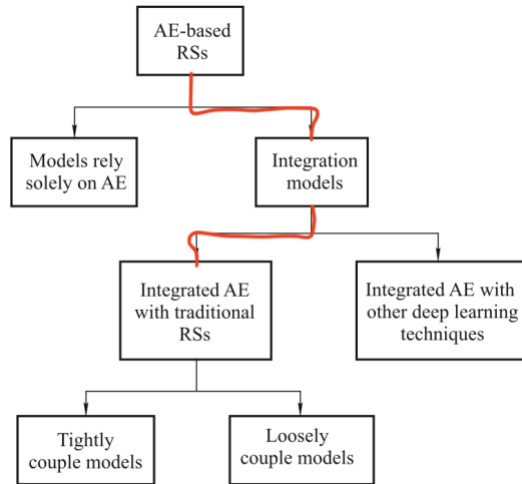 AE-based
RSs
Models rely
solely on AE
Integration
models
Integrated AE
with traditional
RSs
Integrated AE with
other deep learning
techniques
Tightly
couple models
Loosely
couple models